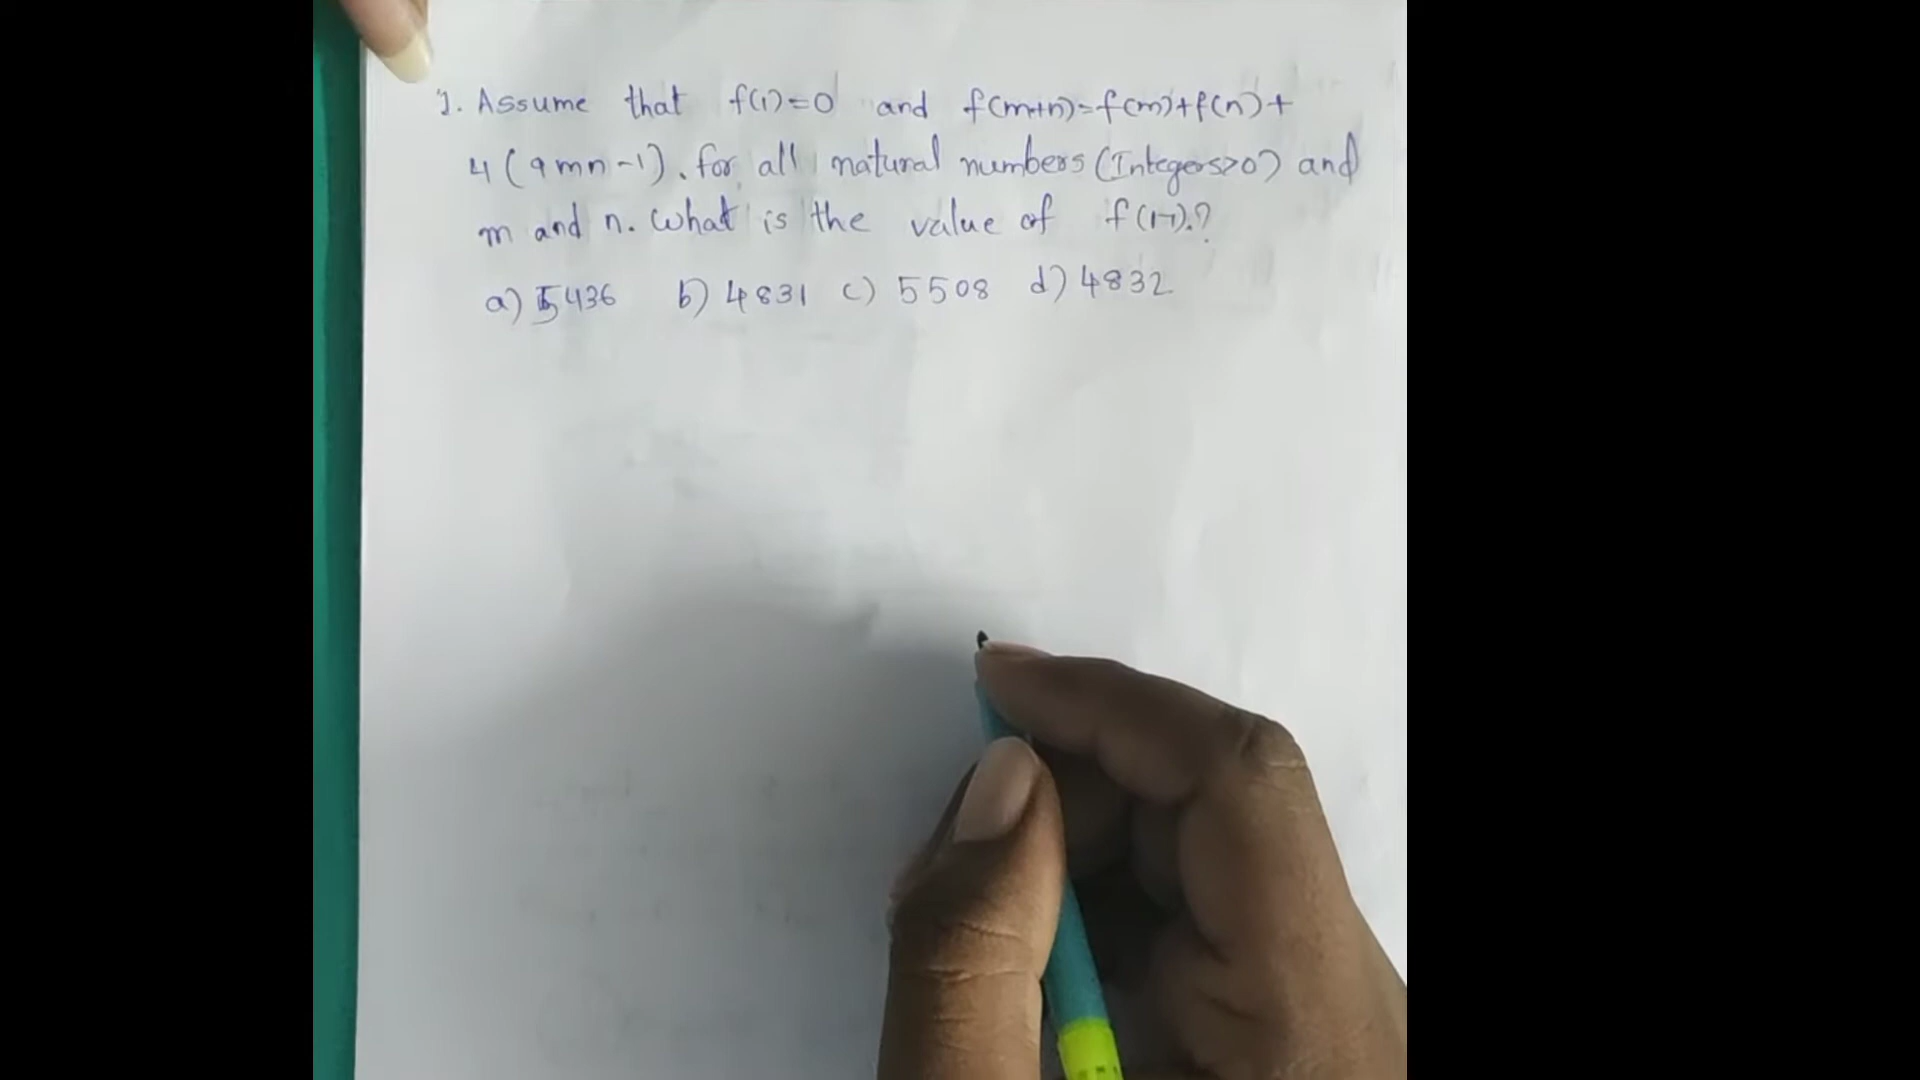 1. Assume that f(1)=0 and f(m+n)=f(m)+f(n)+
4(9mn-1). for all natural numbers (Integers>0) and
m and n. What is the value of f(17).?
a) 5436 b) 4831 c) 5508 d) 4832